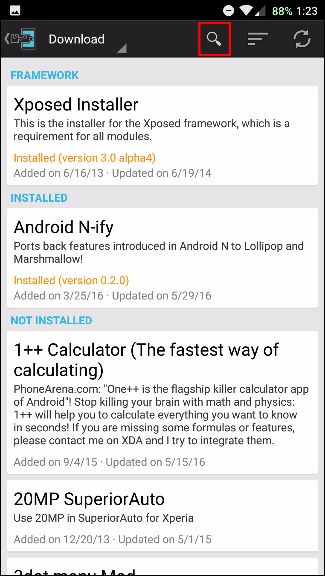 88% 1:23
Download
FRAMEWORK
Xposed Installer
This is the installer for the Xposed framework, which is a
requirement for all modules.
Installed (version 3.0 alpha4)
Added on 6/16/13 · Updated on 6/19/14
INSTALLED
Android N-ify
Ports back features introduced in Android N to Lollipop and
Marshmallow!
Installed (version 0.2.0)
Added on 3/25/16 · Updated on 5/29/16
NOT INSTALLED
1++ Calculator (The fastest way of
calculating)
PhoneArena.com: "One++ is the flagship killer calculator app
of Android"! Stop killing your brain with math and physics:
1++ will help you to calculate everything you want to know
in seconds! If you are missing some formulas or features,
please contact me on XDA and I try to integrate them.
Added on 9/4/15 · Updated on 5/15/16
20MP SuperiorAuto
Use 20MP in SuperiorAuto for Xperia
Added on 12/20/13 · Updated on 5/1/15
3dot menu Mod